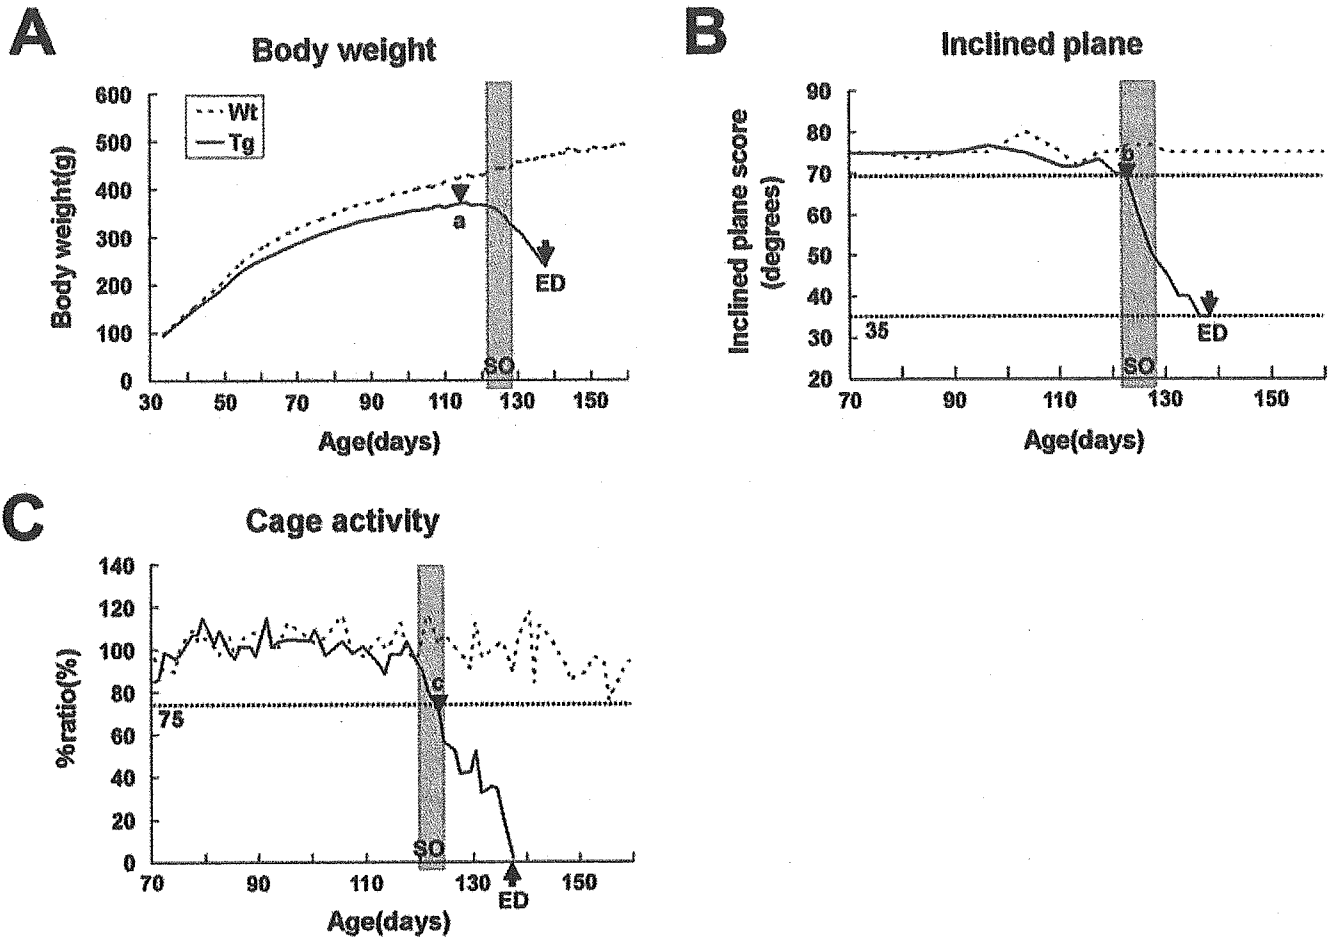 A
Body weight
Body weight(g)
600
500
400
300
200
100
0
Wt
Tg
a
ED
SO
30 50 70 90 110 130 150
Age(days)
B
Inclined plane
Inclined plane score
(degrees)
90
80
70
60
50
40
30
20
b
35
ED
SO
70 90 110 130 150
Age(days)
C
Cage activity
%ratio(%)
140
120
100
80
60
40
20
0
c
75
SO
70 90 110 130 150
ED
Age(days)